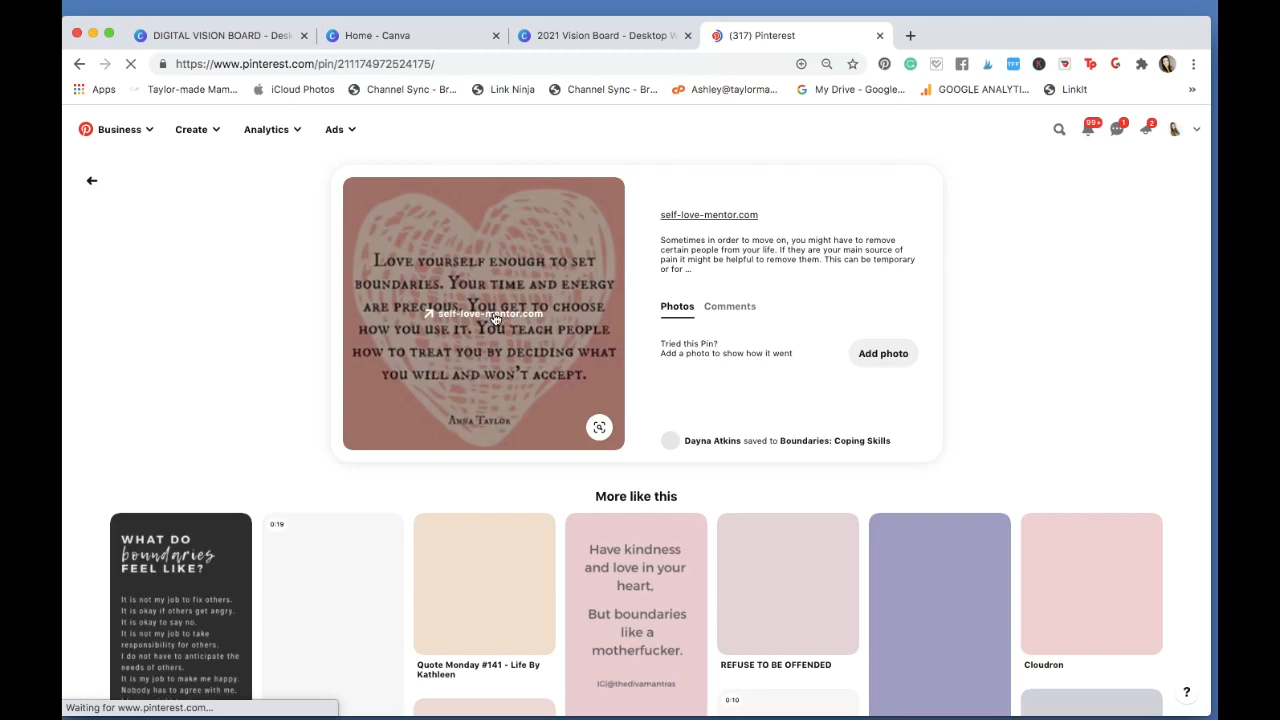 DIGITAL VISION BOARD - Desk
Home - Canva
2021 Vision Board - Desktop W
(317) Pinterest
https://www.pinterest.com/pin/211174972524175/
Apps
Taylor-made Mam...
iCloud Photos
Channel Sync - Br...
Link Ninja
Channel Sync - Br...
Ashley@taylorma...
My Drive - Google...
GOOGLE ANALYTI...
LinkIt
»
Business
Create
Analytics
Ads
99+
1
2
self-love-mentor.com
Sometimes in order to move on, you might have to remove
certain people from your life. If they are your main source of
pain it might be helpful to remove them. This can be temporary
or for ...
Photos
Comments
Tried this Pin?
Add a photo to show how it went
Add photo
Dayna Atkins saved to Boundaries: Coping Skills
Love yourself enough to set
boundaries. Your time and energy
are precious. You get to choose
self-love-mentor.com
how you use it. You teach people
how to treat you by deciding what
you will and won't accept.
Anna Taylor
More like this
WHAT DO
boundaries
FEEL LIKE?
It is not my job to fix others.
It is okay if others get angry.
It is okay to say no.
It is not my job to take
responsibility for others.
I do not have to anticipate the
needs of others.
It is my job to make me happy.
Nobody has to agree with me.
0:19
Quote Monday #141 - Life By
Kathleen
Have kindness
and love in your
heart,
But boundaries
like a
motherfucker.
IG|@thedivamantras
REFUSE TO BE OFFENDED
0:10
Cloudron
?
Waiting for www.pinterest.com...